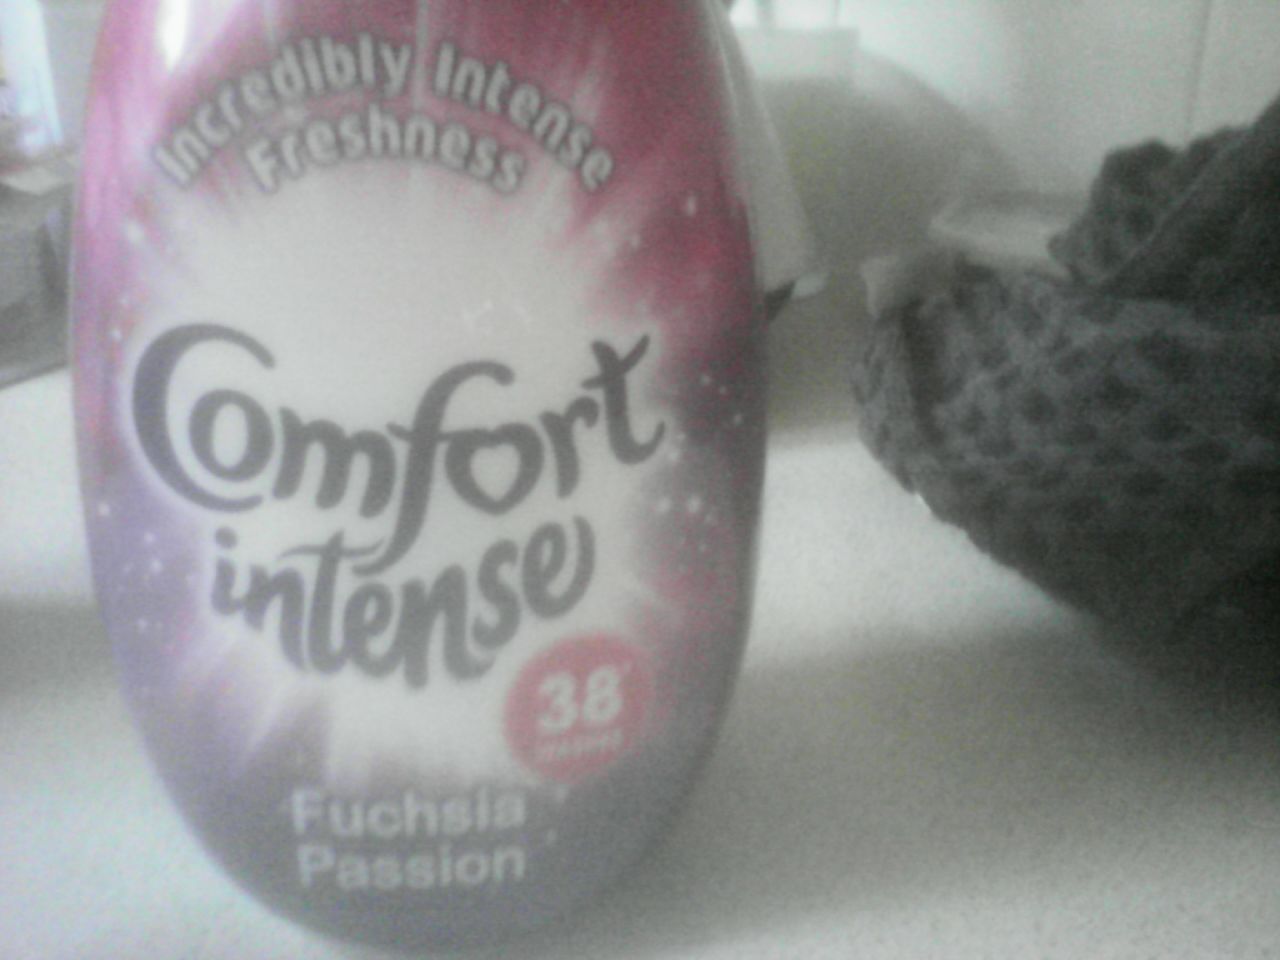 Incredibly Intense
Freshness
Comfort
intense
38
Fuchsia
Passion